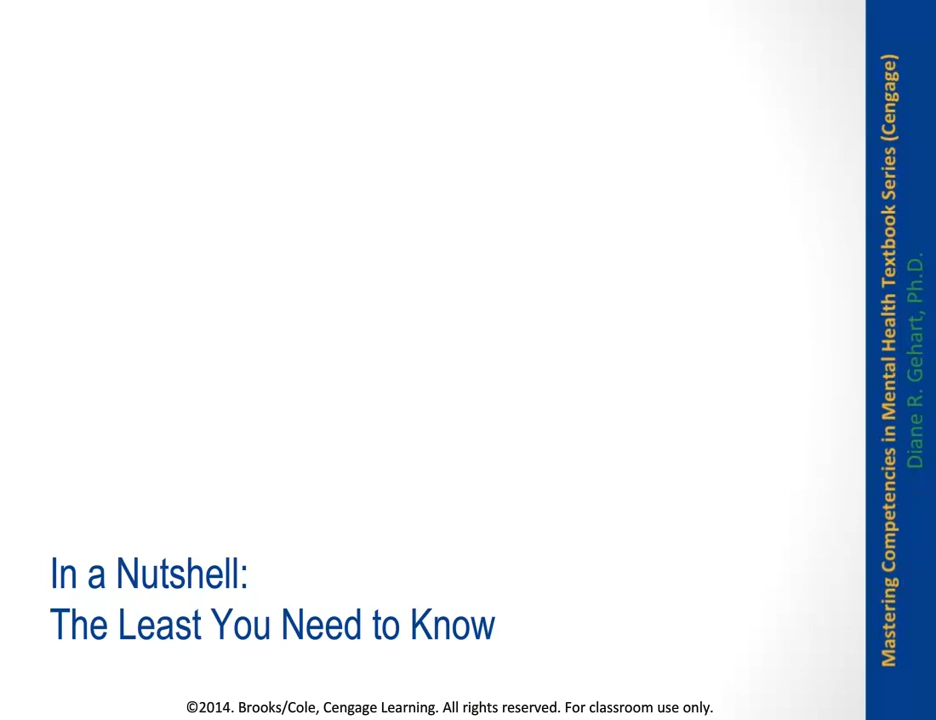 In a Nutshell:
The Least You Need to Know
©2014. Brooks/Cole, Cengage Learning. All rights reserved. For classroom use only.
Mastering Competencies in Mental Health Textbook Series (Cengage)
Diane R. Gehart, Ph.D.